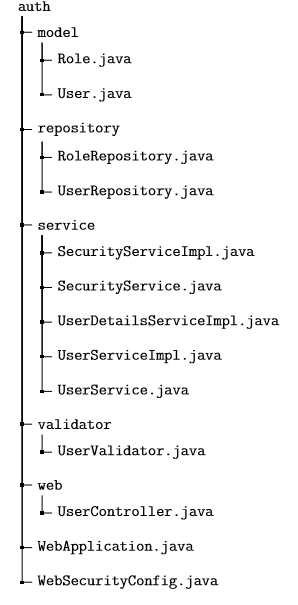 auth
model
Role.java
User.java
repository
RoleRepository.java
UserRepository.java
service
SecurityServiceImpl.java
SecurityService.java
UserDetailsServiceImpl.java
UserServiceImpl.java
UserService.java
validator
UserValidator.java
web
UserController.java
WebApplication.java
WebSecurityConfig.java